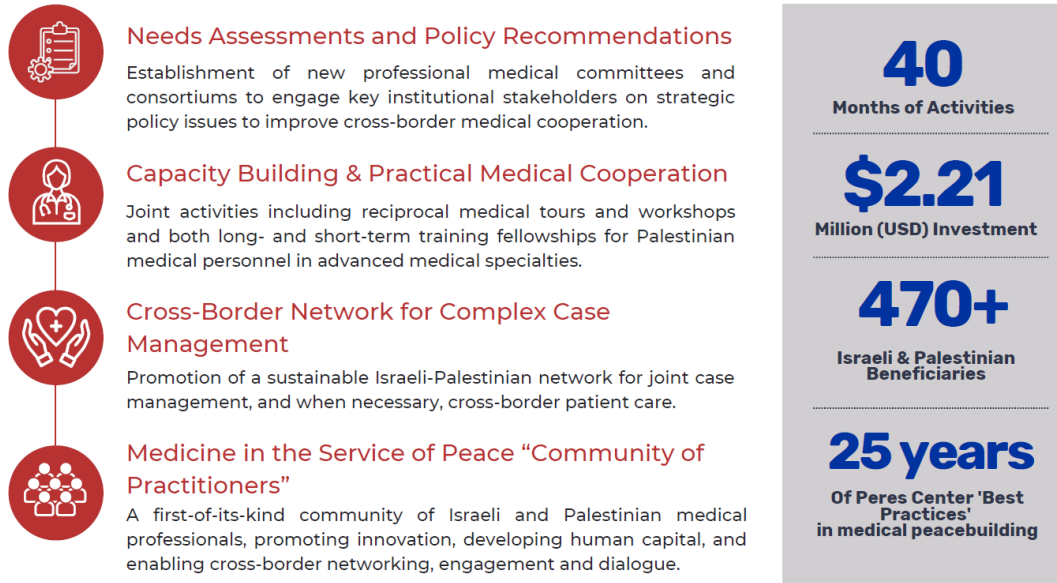 Needs Assessments and Policy Recommendations
Establishment of new professional medical committees and
consortiums to engage key institutional stakeholders on strategic
policy issues to improve cross-border medical cooperation.
Capacity Building & Practical Medical Cooperation
Joint activities including reciprocal medical tours and workshops
and both long- and short-term training fellowships for Palestinian
medical personnel in advanced medical specialties.
Cross-Border Network for Complex Case
Management
Promotion of a sustainable Israeli-Palestinian network for joint case
management, and when necessary, cross-border patient care.
Medicine in the Service of Peace “Community of
Practitioners”
A first-of-its-kind community of Israeli and Palestinian medical
professionals, promoting innovation, developing human capital, and
enabling cross-border networking, engagement and dialogue.
40
Months of Activities
$2.21
Million (USD) Investment
470+
Israeli & Palestinian
Beneficiaries
25 years
Of Peres Center 'Best
Practices'
in medical peacebuilding